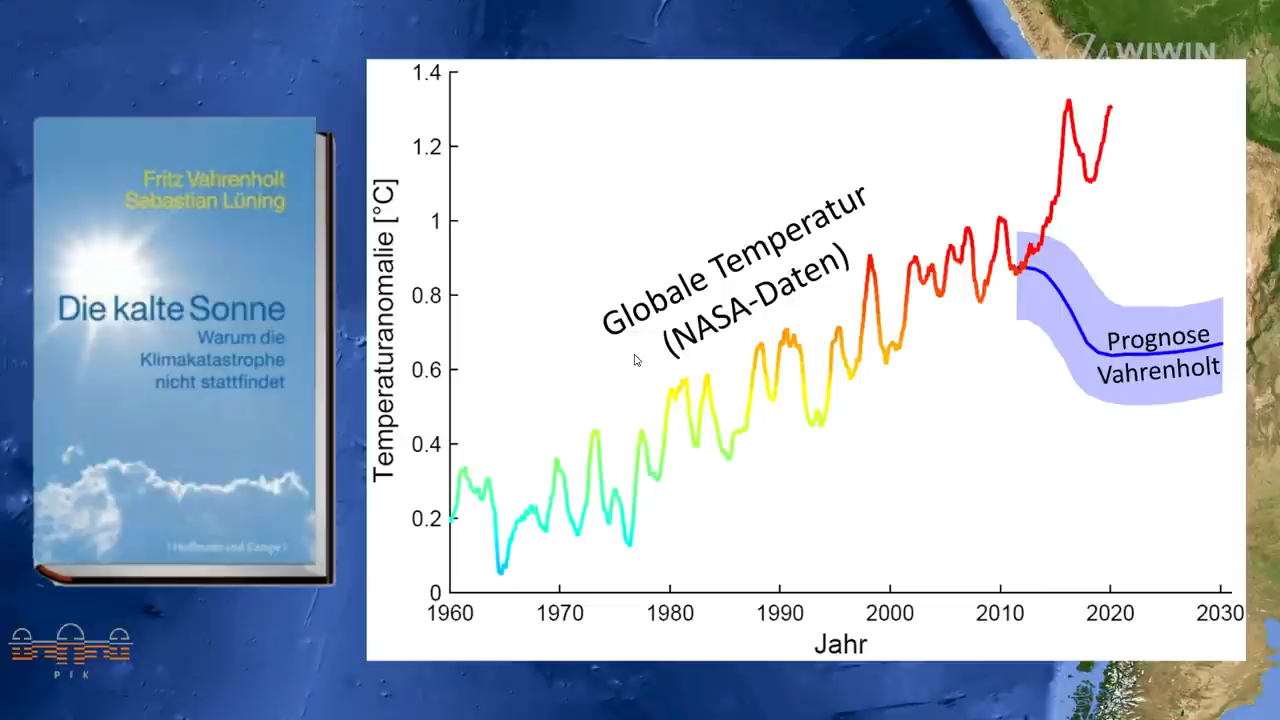 WIWIN
Fritz Vahrenholt
Sebastian Lüning
Die kalte Sonne
Warum die
Klimakatastrophe
nicht stattfindet
Hoffmann und Campe
PIK
1.4
1.2
1
0.8
0.6
0.4
0.2
0
Temperaturanomalie [°C]
Globale Temperatur
(NASA-Daten)
Prognose
Vahrenholt
1960 1970 1980 1990 2000 2010 2020 2030
Jahr